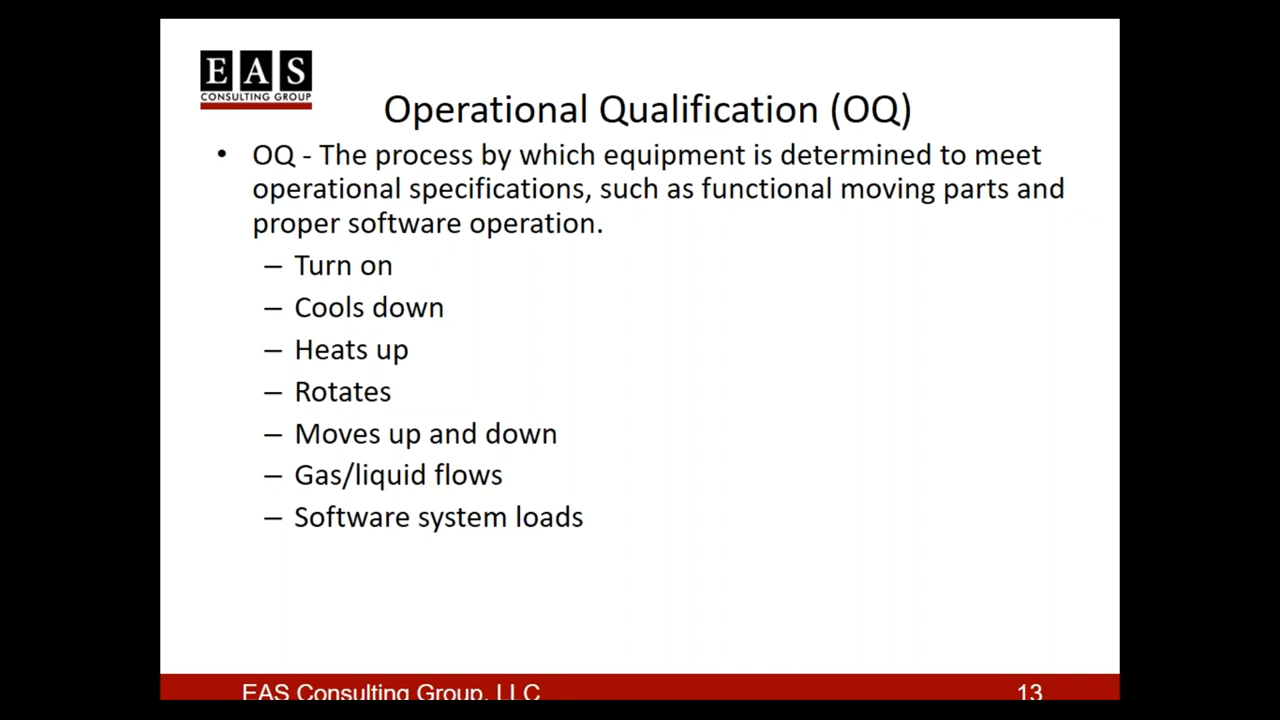 EAS
CONSULTING GROUP
Operational Qualification (OQ)
• OQ - The process by which equipment is determined to meet
operational specifications, such as functional moving parts and
proper software operation.
– Turn on
– Cools down
– Heats up
– Rotates
– Moves up and down
– Gas/liquid flows
– Software system loads
EAS Consulting Group, LLC
13